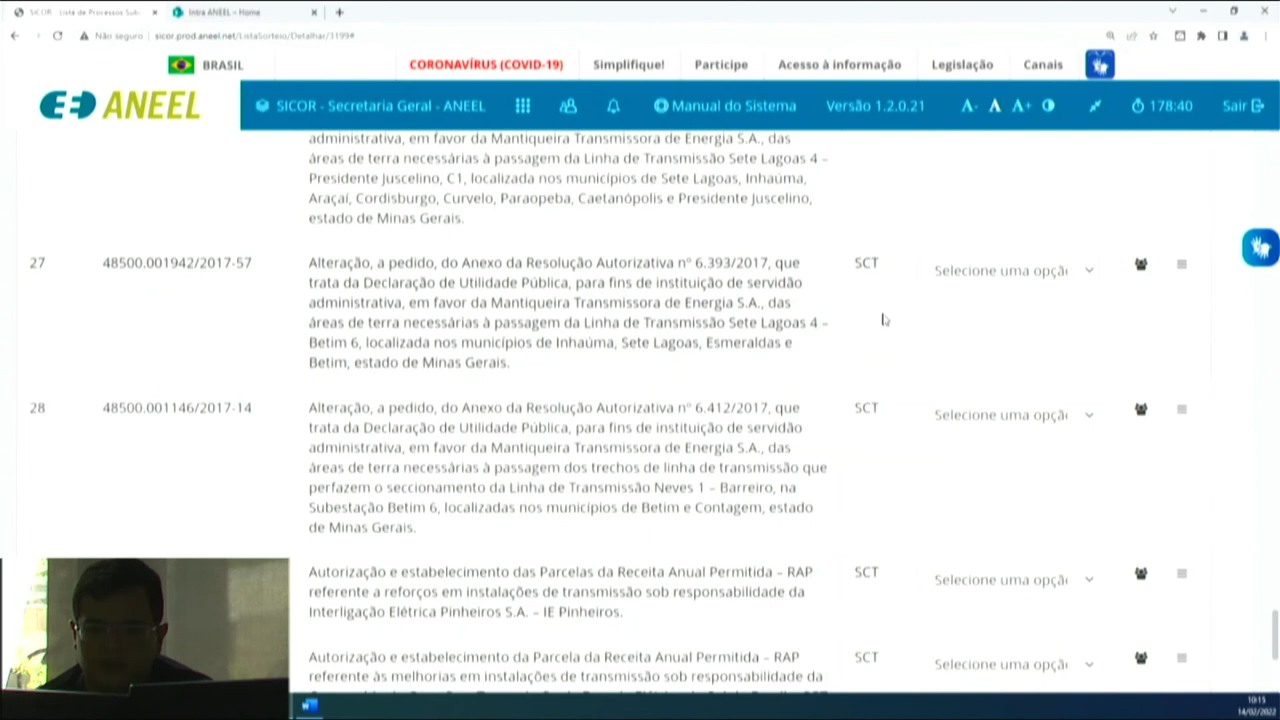 SICOR - Lista de Processos Sub
Intra ANEEL – Home
Não seguro | sicor.prod.aneel.net/ListaSorteio/Detalhar/3199#
BRASIL CORONAVÍRUS (COVID-19) Simplifique! Participe Acesso à informação Legislação Canais
ANEEL SICOR - Secretaria Geral - ANEEL Manual do Sistema Versão 1.2.0.21 A- A A+ 178:40 Sair
administrativa, em favor da Mantiqueira Transmissora de Energia S.A., das
áreas de terra necessárias à passagem da Linha de Transmissão Sete Lagoas 4 –
Presidente Juscelino, C1, localizada nos municípios de Sete Lagoas, Inhaúma,
Araçaí, Cordisburgo, Curvelo, Paraopeba, Caetanópolis e Presidente Juscelino,
estado de Minas Gerais.
27 48500.001942/2017-57 Alteração, a pedido, do Anexo da Resolução Autorizativa nº 6.393/2017, que SCT Selecione uma opçã
trata da Declaração de Utilidade Pública, para fins de instituição de servidão
administrativa, em favor da Mantiqueira Transmissora de Energia S.A., das
áreas de terra necessárias à passagem da Linha de Transmissão Sete Lagoas 4 –
Betim 6, localizada nos municípios de Inhaúma, Sete Lagoas, Esmeraldas e
Betim, estado de Minas Gerais.
28 48500.001146/2017-14 Alteração, a pedido, do Anexo da Resolução Autorizativa nº 6.412/2017, que SCT Selecione uma opçã
trata da Declaração de Utilidade Pública, para fins de instituição de servidão
administrativa, em favor da Mantiqueira Transmissora de Energia S.A., das
áreas de terra necessárias à passagem dos trechos de linha de transmissão que
perfazem o seccionamento da Linha de Transmissão Neves 1 – Barreiro, na
Subestação Betim 6, localizadas nos municípios de Betim e Contagem, estado
de Minas Gerais.
Autorização e estabelecimento das Parcelas da Receita Anual Permitida – RAP SCT Selecione uma opçã
referente a reforços em instalações de transmissão sob responsabilidade da
Interligação Elétrica Pinheiros S.A. – IE Pinheiros.
Autorização e estabelecimento da Parcela da Receita Anual Permitida – RAP SCT Selecione uma opçã
referente às melhorias em instalações de transmissão sob responsabilidade da
10:15
14/02/2022